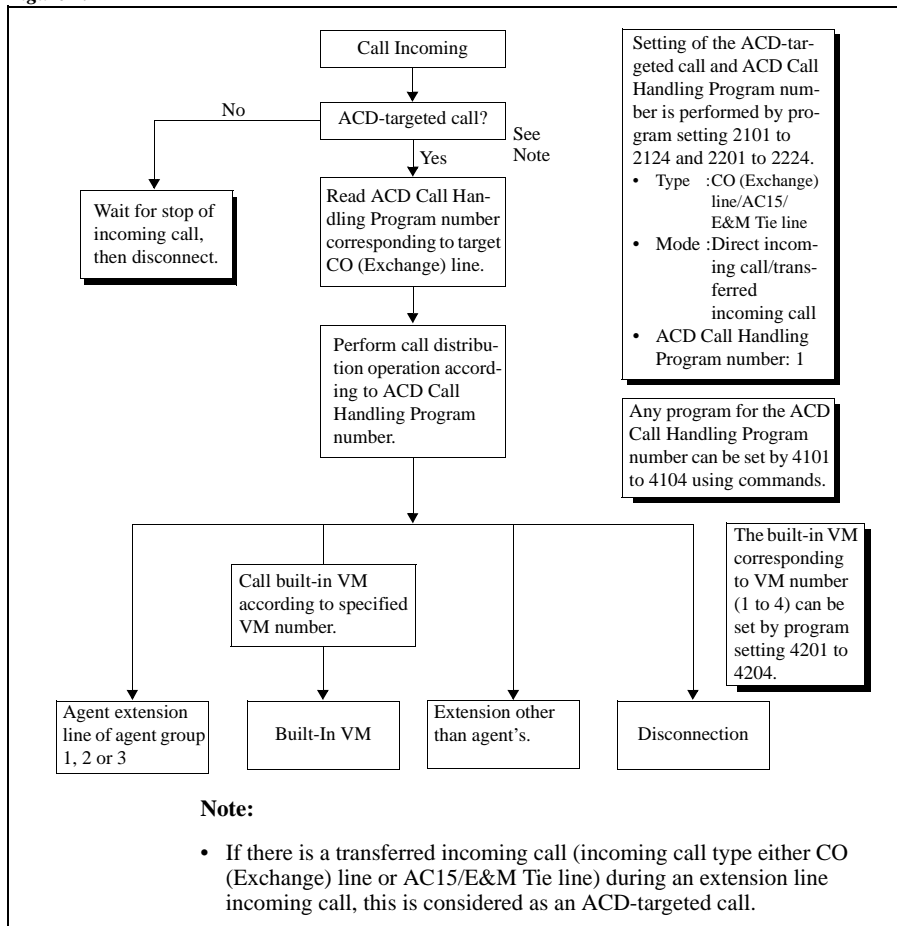 Call Incoming
No
ACD-targeted call?
See
Note
Yes
Wait for stop of
incoming call,
then disconnect.
Read ACD Call Han-
dling Program number
corresponding to target
CO (Exchange) line.
Perform call distribu-
tion operation accord-
ing to ACD Call
Handling Program
number.
Setting of the ACD-tar-
geted call and ACD Call
Handling Program num-
ber is performed by pro-
gram setting 2101 to
2124 and 2201 to 2224.
• Type :CO (Exchange)
line/AC15/
E&M Tie line
• Mode :Direct incom-
ing call/trans-
ferred
incoming call
• ACD Call Handling
Program number: 1
Any program for the ACD
Call Handling Program
number can be set by 4101
to 4104 using commands.
Call built-in VM
according to specified
VM number.
The built-in VM
corresponding
to VM number
(1 to 4) can be
set by program
setting 4201 to
4204.
Agent extension
line of agent group
1, 2 or 3
Built-In VM
Extension other
than agent's.
Disconnection
Note:
• If there is a transferred incoming call (incoming call type either CO
(Exchange) line or AC15/E&M Tie line) during an extension line
incoming call, this is considered as an ACD-targeted call.